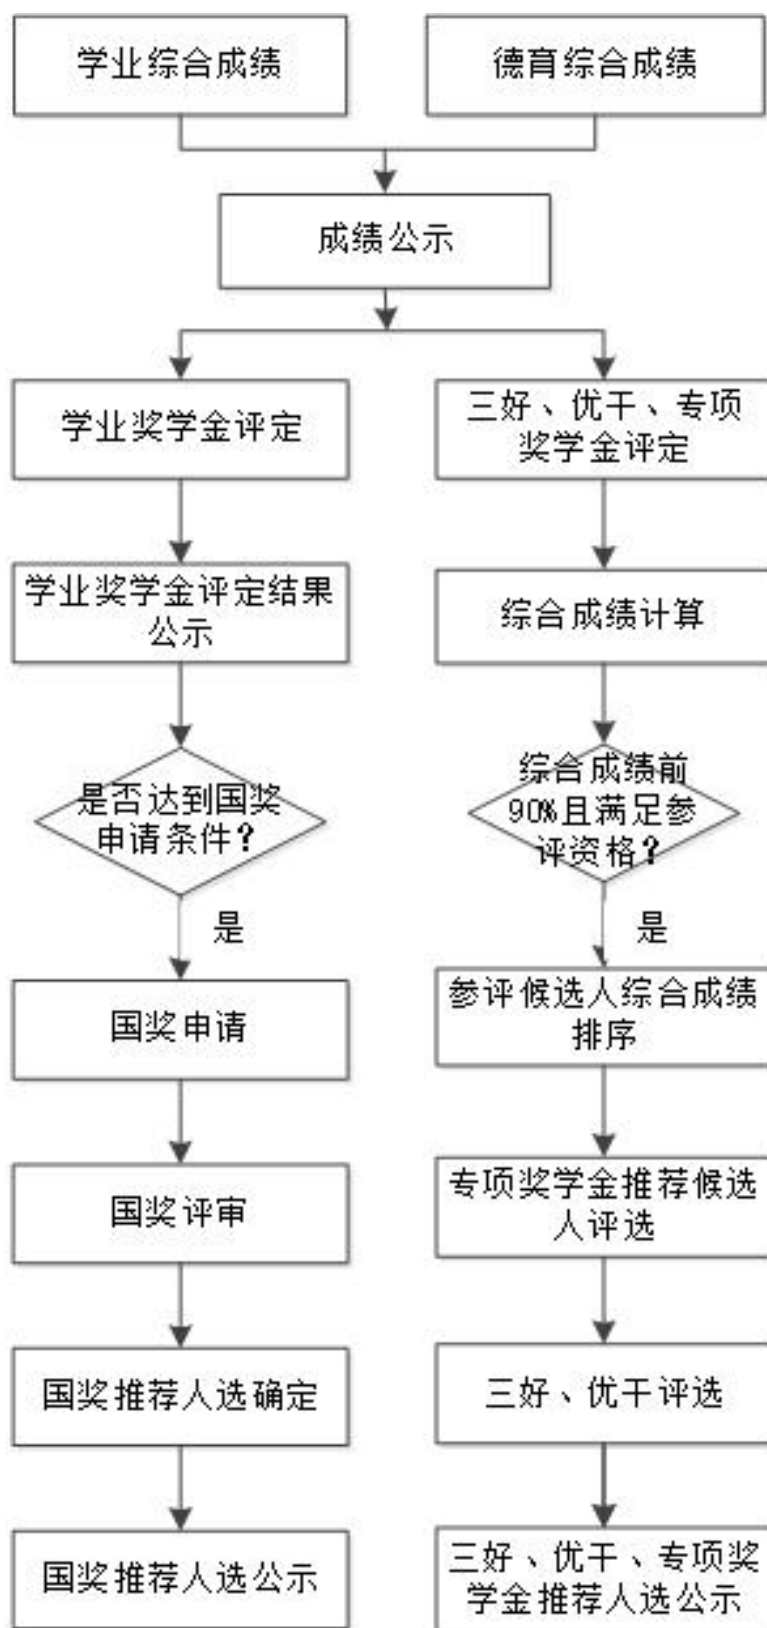 学业综合成绩
德育综合成绩
成绩公示
学业奖学金评定
三好、优干、专项
奖学金评定
学业奖学金评定结果
公示
综合成绩计算
是否达到国奖
申请条件？
综合成绩前
90%且满足参
评资格？
是
是
国奖申请
参评候选人综合成绩
排序
国奖评审
专项奖学金推荐候选
人评选
国奖推荐人选确定
三好、优干评选
国奖推荐人选公示
三好、优干、专项奖
学金推荐人选公示